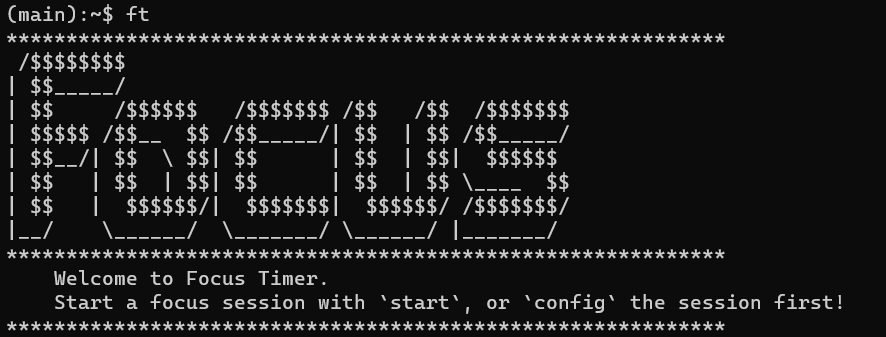 (main):~$ ft
************************************************************
 /$$$$$$$$
| $$_____/
| $$     /$$$$$$   /$$$$$$$ /$$   /$$  /$$$$$$$
| $$$$$ /$$__  $$ /$$_____/| $$  | $$ /$$_____/
| $$__/| $$  \ $$| $$      | $$  | $$|  $$$$$$
| $$   | $$  | $$| $$      | $$  | $$ \____  $$
| $$   |  $$$$$$/|  $$$$$$$|  $$$$$$/ /$$$$$$$/
|__/    \______/  \_______/ \______/ |_______/
************************************************************
    Welcome to Focus Timer.
    Start a focus session with `start`, or `config` the session first!
************************************************************